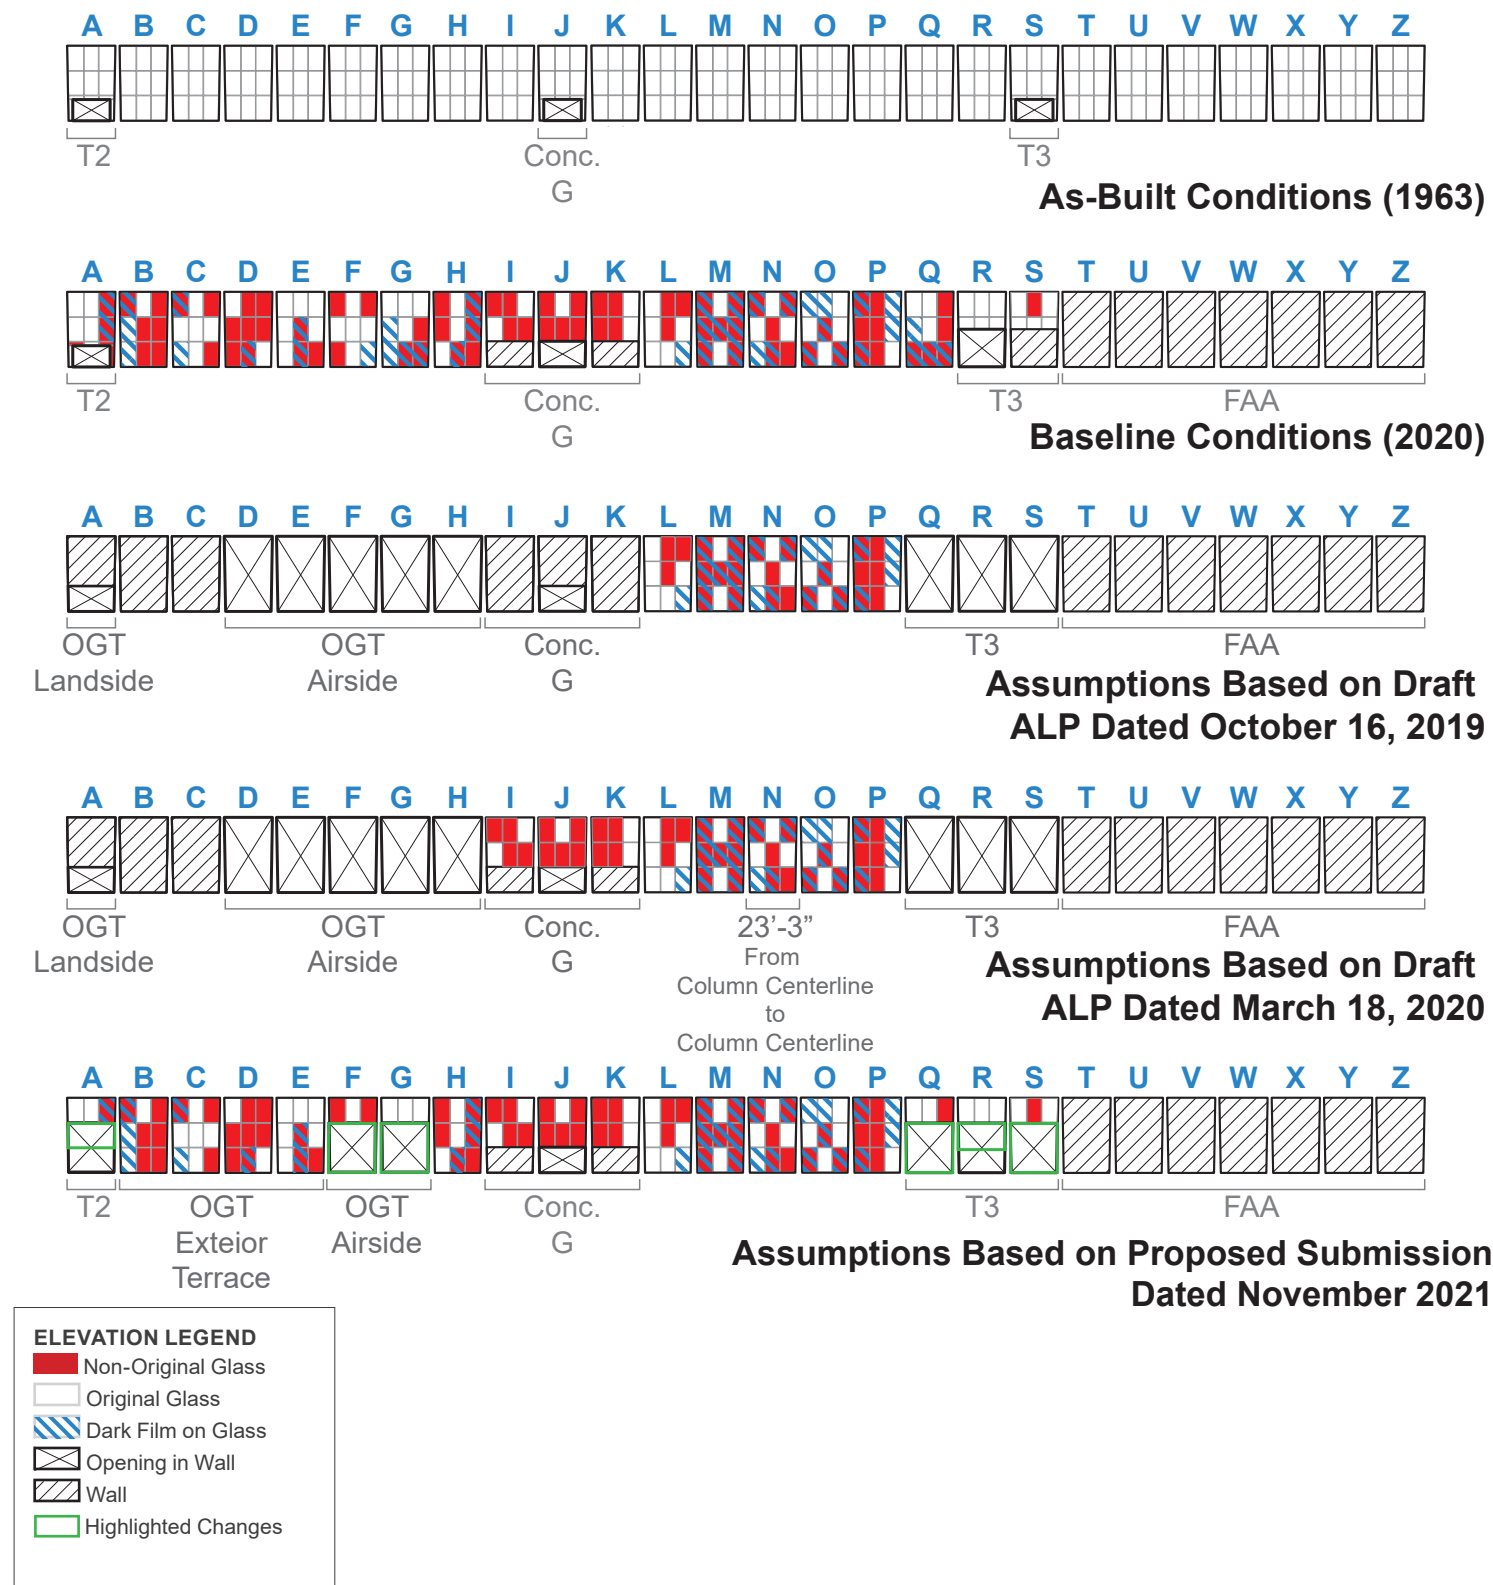 A B C D E F G H I J K L M N O P Q R S T U V W X Y Z
T2 Conc. T3
G
As-Built Conditions (1963)
A B C D E F G H I J K L M N O P Q R S T U V W X Y Z
T2 Conc. T3 FAA
G
Baseline Conditions (2020)
A B C D E F G H I J K L M N O P Q R S T U V W X Y Z
OGT OGT Conc. T3 FAA
Landside Airside G
Assumptions Based on Draft
ALP Dated October 16, 2019
A B C D E F G H I J K L M N O P Q R S T U V W X Y Z
OGT OGT Conc. 23’-3” T3 FAA
Landside Airside G From
Column Centerline
to
Column Centerline
Assumptions Based on Draft
ALP Dated March 18, 2020
A B C D E F G H I J K L M N O P Q R S T U V W X Y Z
T2 OGT OGT Conc. T3 FAA
Exteior Airside G
Terrace
Assumptions Based on Proposed Submission
Dated November 2021
ELEVATION LEGEND
Non-Original Glass
Original Glass
Dark Film on Glass
Opening in Wall
Wall
Highlighted Changes